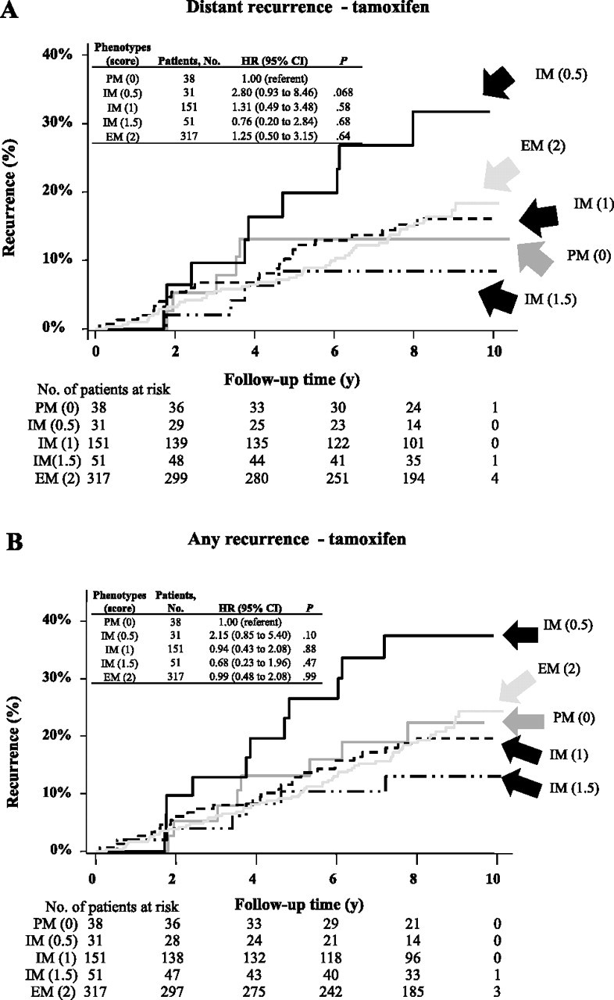 A
Distant recurrence - tamoxifen
Phenotypes
(score) Patients, No. HR (95% CI) P
PM (0) 38 1.00 (referent)
IM (0.5) 31 2.80 (0.93 to 8.46) .068
IM (1) 151 1.31 (0.49 to 3.48) .58
IM (1.5) 51 0.76 (0.20 to 2.84) .68
EM (2) 317 1.25 (0.50 to 3.15) .64
40%
30%
20%
10%
0%
Recurrence (%)
IM (0.5)
EM (2)
IM (1)
PM (0)
IM (1.5)
0 2 4 6 8 10
Follow-up time (y)
No. of patients at risk
PM (0) 38 36 33 30 24 1
IM (0.5) 31 29 25 23 14 0
IM (1) 151 139 135 122 101 0
IM(1.5) 51 48 44 41 35 1
EM (2) 317 299 280 251 194 4
B
Any recurrence - tamoxifen
Phenotypes Patients,
(score) No. HR (95% CI) P
PM (0) 38 1.00 (referent)
IM (0.5) 31 2.15 (0.85 to 5.40) .10
IM (1) 151 0.94 (0.43 to 2.08) .88
IM (1.5) 51 0.68 (0.23 to 1.96) .47
EM (2) 317 0.99 (0.48 to 2.08) .99
40%
30%
20%
10%
0%
Recurrence (%)
IM (0.5)
EM (2)
PM (0)
IM (1)
IM (1.5)
0 2 4 6 8 10
Follow-up time (y)
No. of patients at risk
PM (0) 38 36 33 29 21 0
IM (0.5) 31 28 24 21 14 0
IM (1) 151 138 132 118 96 0
IM (1.5) 51 47 43 40 33 1
EM (2) 317 297 275 242 185 3